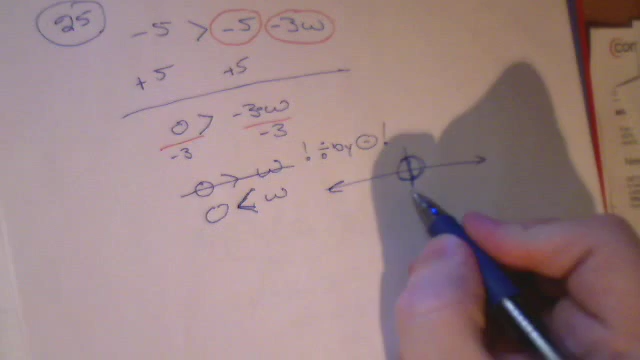 25 -5 > -5 -3w
+5 +5
0 > -3w
-3 -3
0 > w ! ÷ by - !
0 < w